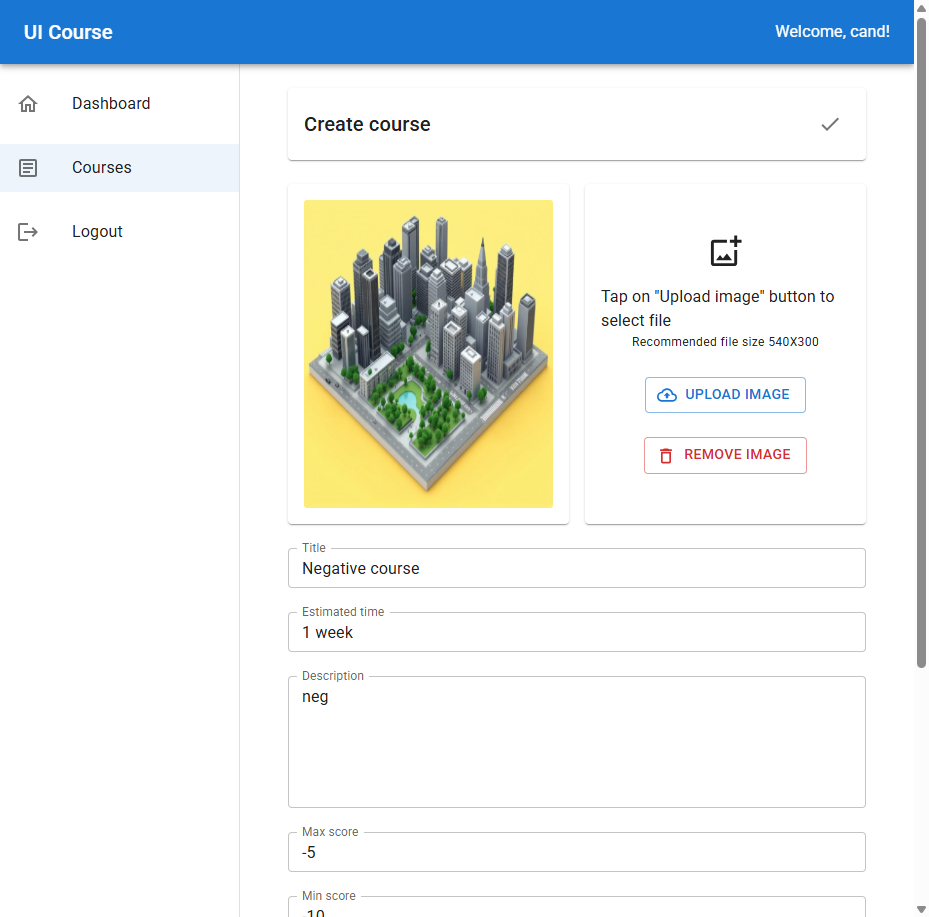 UI Course
Welcome, cand!
Dashboard
Courses
Logout
Create course
Tap on "Upload image" button to
select file
Recommended file size 540X300
UPLOAD IMAGE
REMOVE IMAGE
Title
Negative course
Estimated time
1 week
Description
neg
Max score
-5
Min score
-10